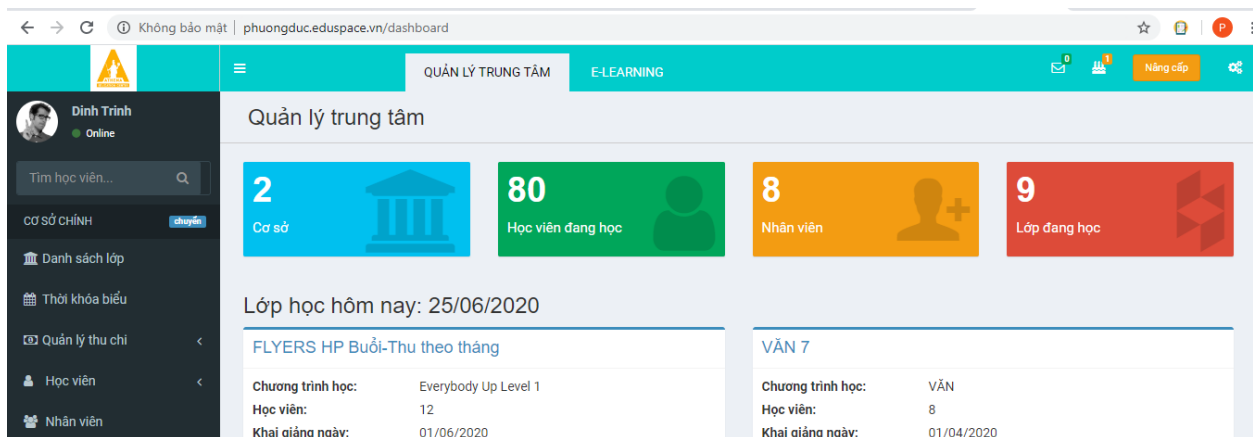 Không bảo mật | phuongduc.eduspace.vn/dashboard
P
QUẢN LÝ TRUNG TÂM E-LEARNING
0
1
Nâng cấp
Dinh Trinh
Online
Quản lý trung tâm
Tìm học viên...
CƠ SỞ CHÍNH chuyển
Danh sách lớp
Thời khóa biểu
Quản lý thu chi
Học viên
Nhân viên
2
Cơ sở
80
Học viên đang học
8
Nhân viên
9
Lớp đang học
Lớp học hôm nay: 25/06/2020
FLYERS HP Buổi-Thu theo tháng
Chương trình học: Everybody Up Level 1
Học viên: 12
Khai giảng ngày: 01/06/2020
VĂN 7
Chương trình học: VĂN
Học viên: 8
Khai giảng ngày: 01/04/2020